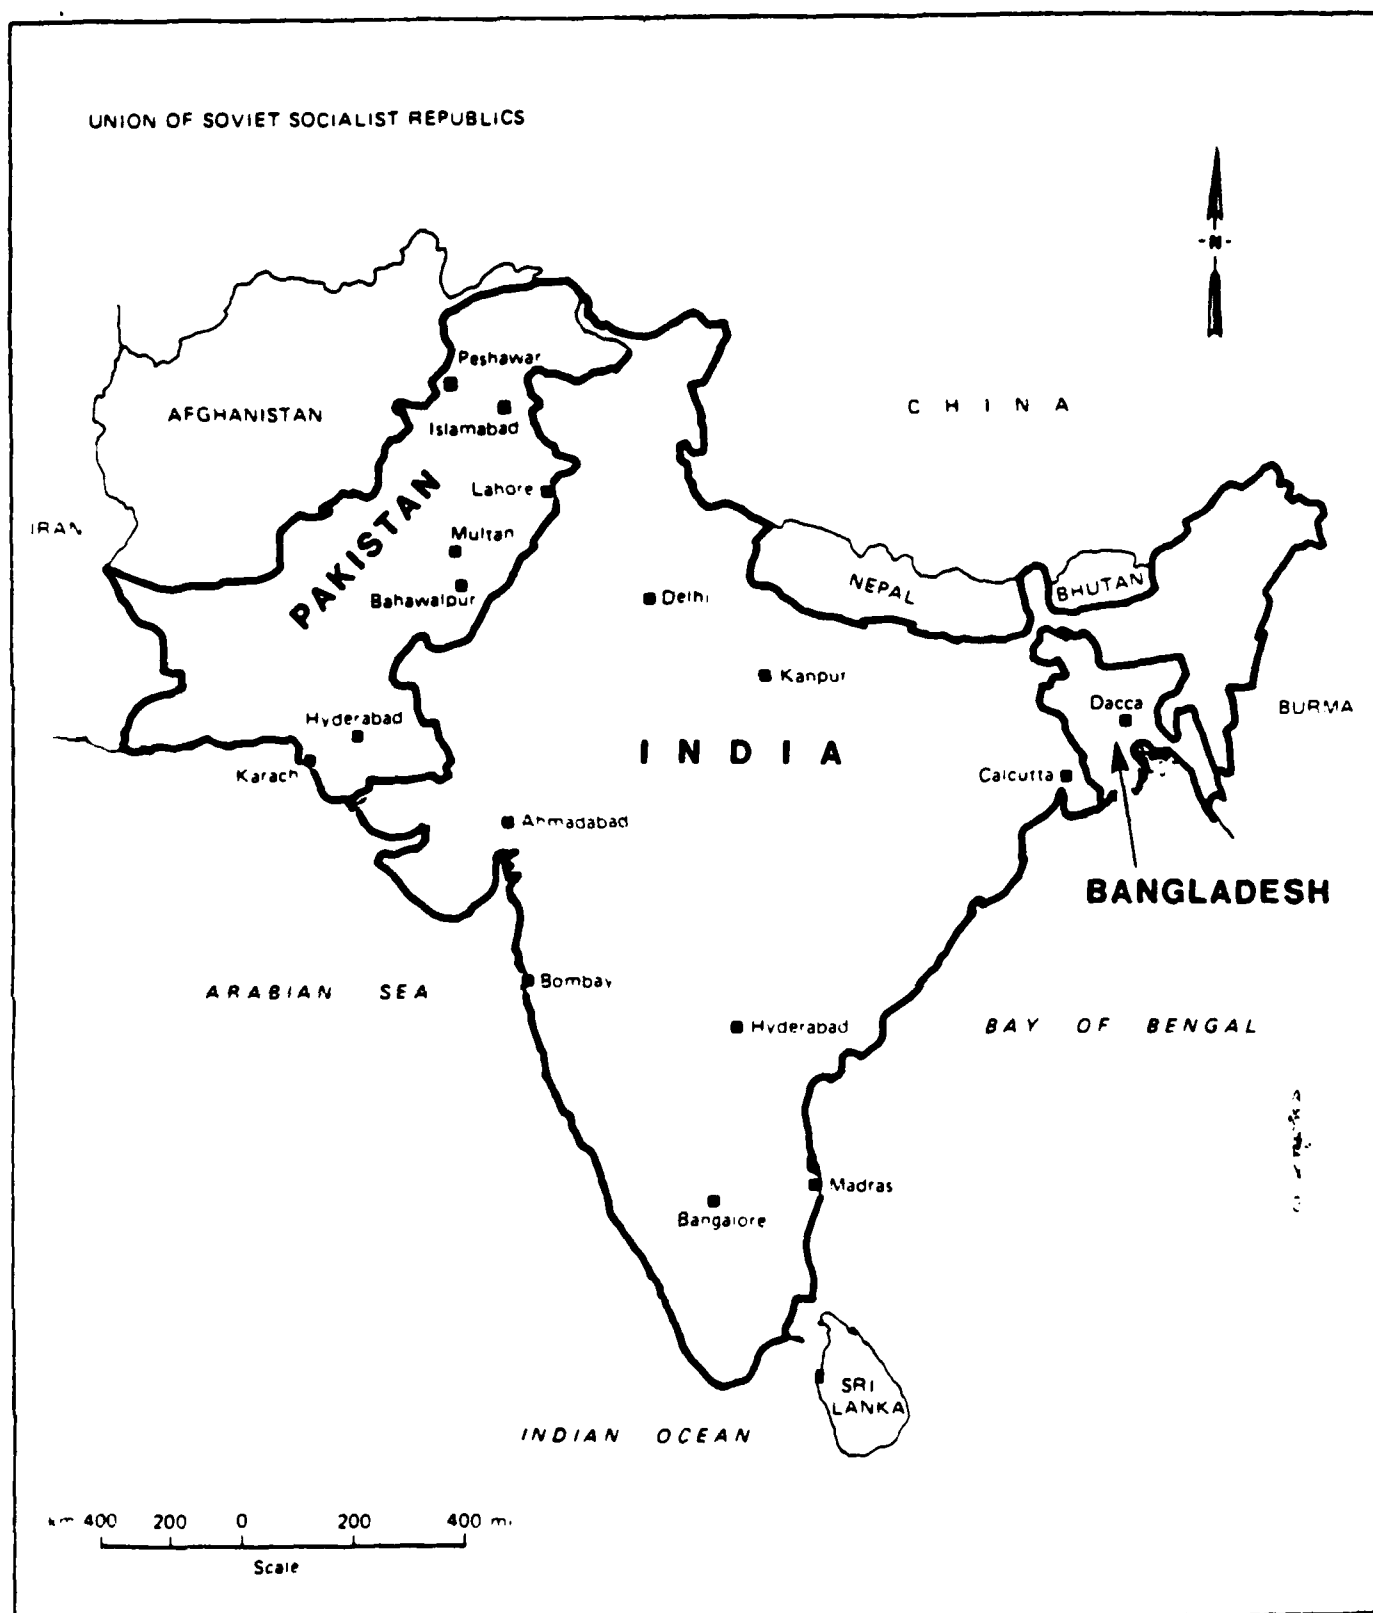 UNION OF SOVIET SOCIALIST REPUBLICS
-N-
Peshawar
AFGHANISTAN
CHINA
Islamabad
Lahore
IRAN
PAKISTAN
Multan
Bahawalpur
Delhi
NEPAL
BHUTAN
Kanpur
Dacca
BURMA
Hyderabad
INDIA
Karach
Calcutta
Ahmadabad
BANGLADESH
Bombay
ARABIAN SEA
Hyderabad
BAY OF BENGAL
Madras
Bangalore
SRI
LANKA
INDIAN OCEAN
km 400 200 0 200 400 mi
Scale